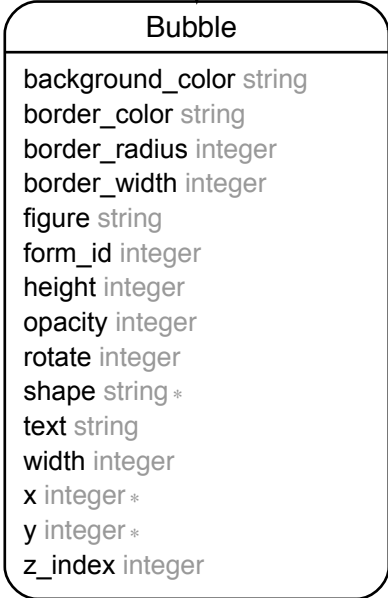 Bubble
background_color string
border_color string
border_radius integer
border_width integer
figure string
form_id integer
height integer
opacity integer
rotate integer
shape string *
text string
width integer
x integer *
y integer *
z_index integer